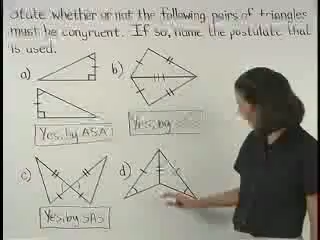 State whether or not the following pairs of triangles
must be congruent. If so, name the postulate that
is used.
a)
b)
Yes, by ASA
Yes, by
c)
d)
Yes, by SAS